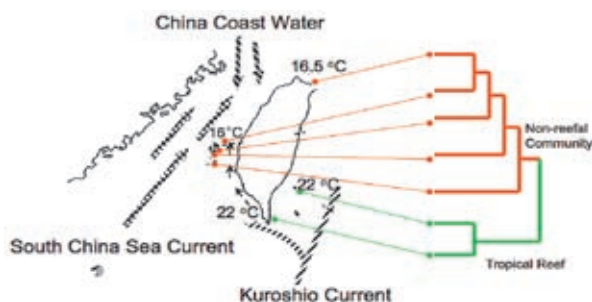 China Coast Water
16.5 °C
16°C
Non-reefal
Community
22 °C
22 °C
South China Sea Current
Tropical Reef
Kuroshio Current